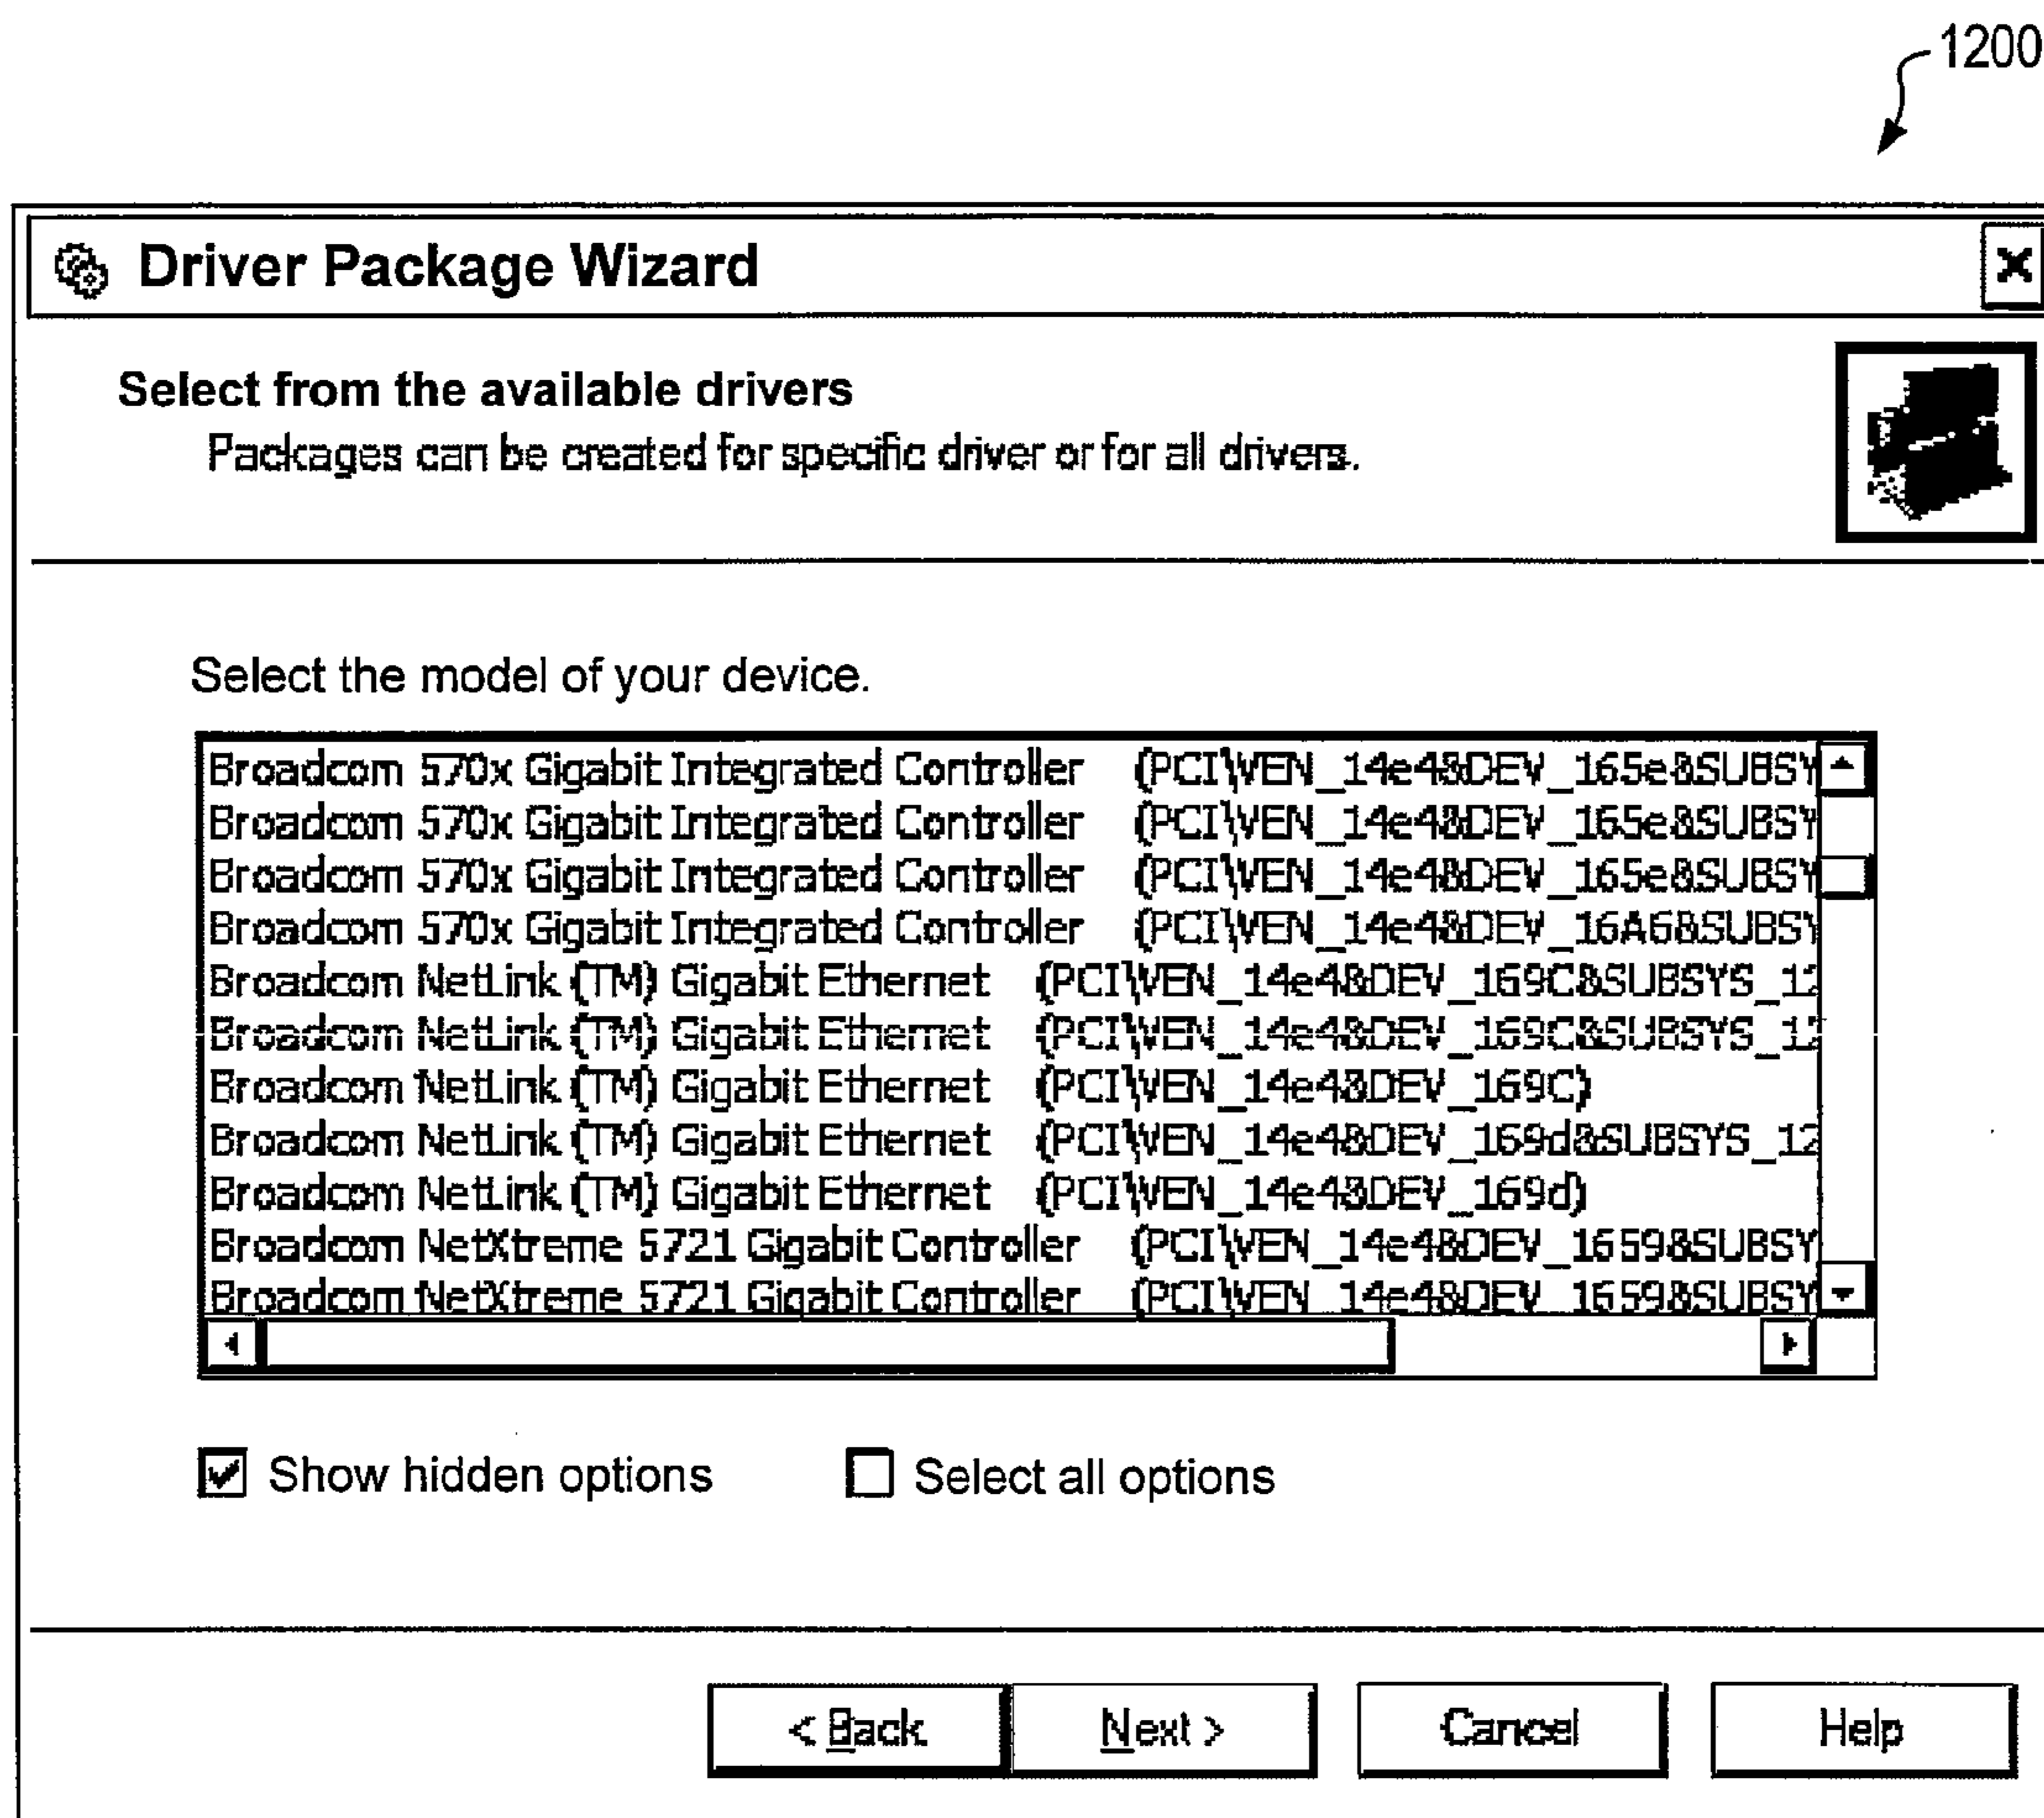 1200
Driver Package Wizard
Select from the available drivers
Packages can be created for specific driver or for all drivers.
Select the model of your device.
Broadcom 570x Gigabit Integrated Controller (PCI\VEN_14e4&DEV_165e&SUBSY
Broadcom 570x Gigabit Integrated Controller (PCI\VEN_14e4&DEV_165e&SUBSY
Broadcom 570x Gigabit Integrated Controller (PCI\VEN_14e4&DEV_165e&SUBSY
Broadcom 570x Gigabit Integrated Controller (PCI\VEN_14e4&DEV_16A6&SUBSY
Broadcom NetLink (TM) Gigabit Ethernet (PCI\VEN_14e4&DEV_169C&SUBSYS_12
Broadcom NetLink (TM) Gigabit Ethernet (PCI\VEN_14e4&DEV_169C&SUBSYS_12
Broadcom NetLink (TM) Gigabit Ethernet (PCI\VEN_14e4&DEV_169C)
Broadcom NetLink (TM) Gigabit Ethernet (PCI\VEN_14e4&DEV_169d&SUBSYS_12
Broadcom NetLink (TM) Gigabit Ethernet (PCI\VEN_14e4&DEV_169d)
Broadcom NetXtreme 5721 Gigabit Controller (PCI\VEN_14e4&DEV_1659&SUBSY
Broadcom NetXtreme 5721 Gigabit Controller (PCI\VEN_14e4&DEV_1659&SUBSY
Show hidden options Select all options
< Back Next > Cancel Help